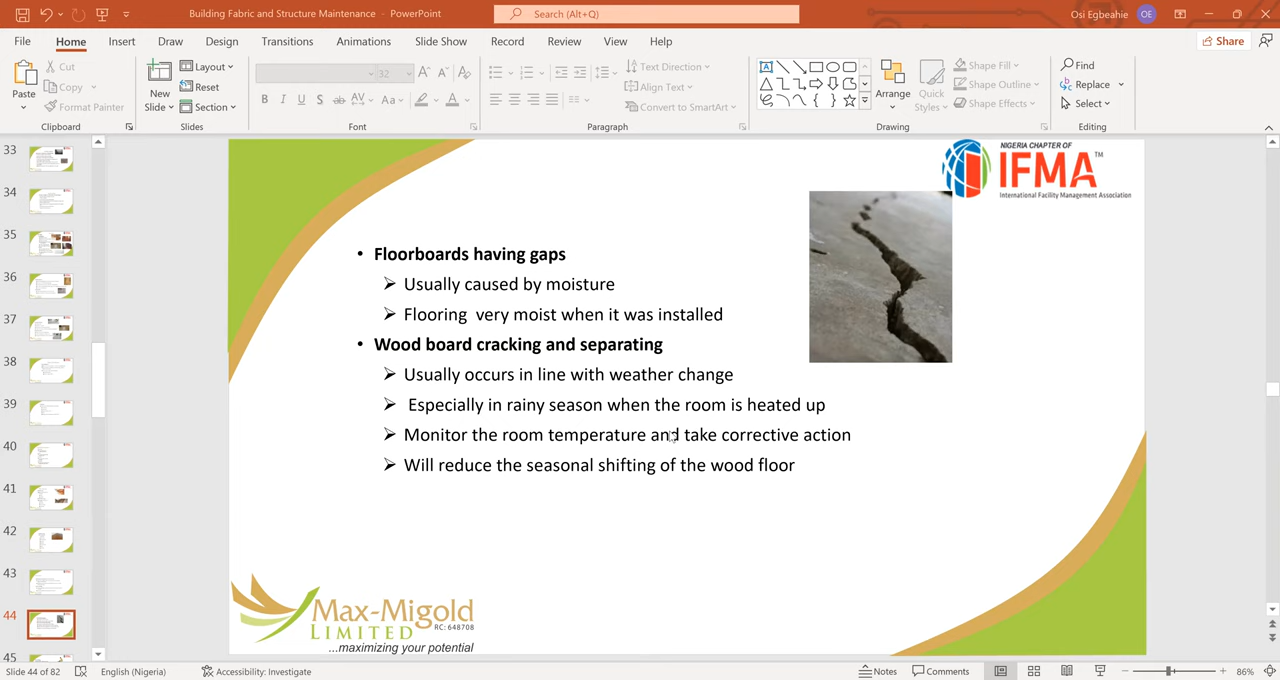 Building Fabric and Structure Maintenance - PowerPoint
Search (Alt+Q)
Osi Egbeahie
OE
File
Home
Insert
Draw
Design
Transitions
Animations
Slide Show
Record
Review
View
Help
Share
Paste
Cut
Copy
Format Painter
Clipboard
New
Slide
Layout
Reset
Section
Slides
32
Font
Text Direction
Align Text
Convert to SmartArt
Paragraph
Arrange
Quick
Styles
Shape Fill
Shape Outline
Shape Effects
Drawing
Find
Replace
Select
Editing
33
34
35
36
37
38
39
40
41
42
43
44
45
NIGERIA CHAPTER OF
IFMA™
International Facility Management Association
• Floorboards having gaps
➢ Usually caused by moisture
➢ Flooring very moist when it was installed
• Wood board cracking and separating
➢ Usually occurs in line with weather change
➢ Especially in rainy season when the room is heated up
➢ Monitor the room temperature and take corrective action
➢ Will reduce the seasonal shifting of the wood floor
Max-Migold
LIMITED RC: 648708
...maximizing your potential
Slide 44 of 82
English (Nigeria)
Accessibility: Investigate
Notes
Comments
86%